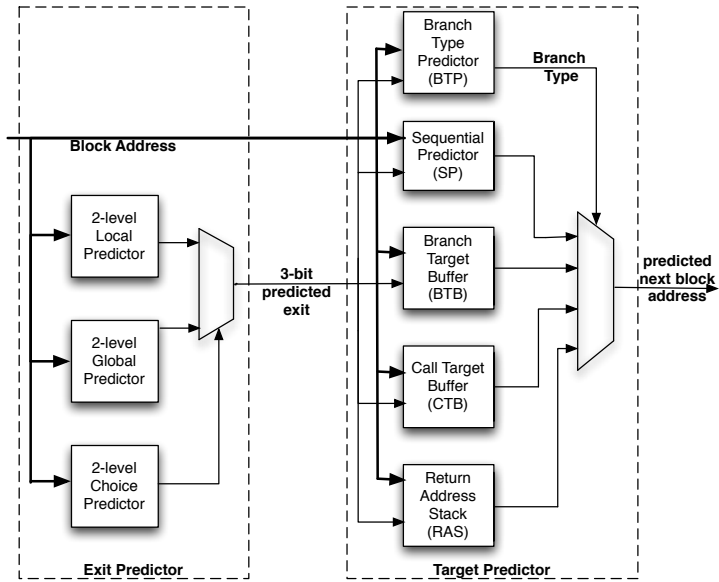 Block Address
2-level
Local
Predictor
2-level
Global
Predictor
2-level
Choice
Predictor
Exit Predictor
3-bit
predicted
exit
Branch
Type
Predictor
(BTP)
Sequential
Predictor
(SP)
Branch
Target
Buffer
(BTB)
Call Target
Buffer
(CTB)
Return
Address
Stack
(RAS)
Target Predictor
Branch
Type
predicted
next block
address